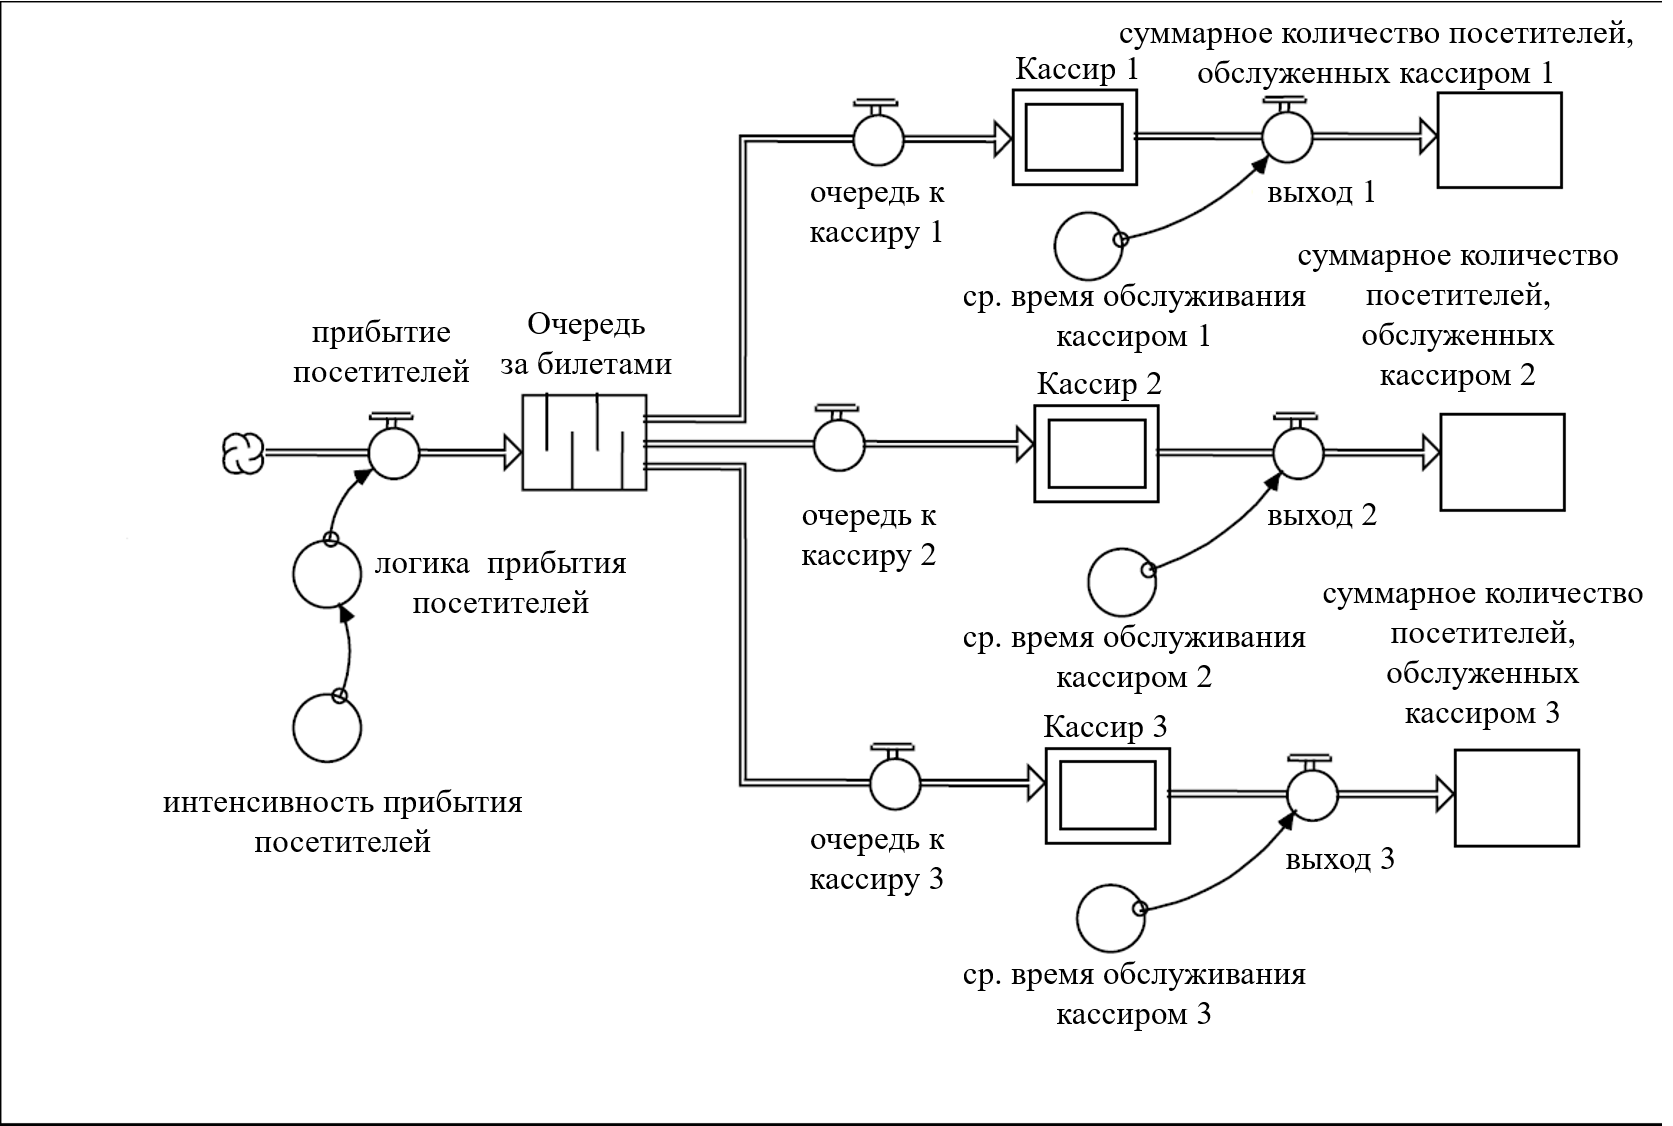 суммарное количество посетителей,
обслуженных кассиром 1
Кассир 1
очередь к
кассиру 1
выход 1
ср. время обслуживания
кассиром 1
суммарное количество
посетителей,
обслуженных
кассиром 2
прибытие
посетителей
Очередь
за билетами
Кассир 2
очередь к
кассиру 2
выход 2
логика прибытия
посетителей
ср. время обслуживания
кассиром 2
суммарное количество
посетителей,
обслуженных
кассиром 3
Кассир 3
интенсивность прибытия
посетителей
очередь к
кассиру 3
выход 3
ср. время обслуживания
кассиром 3